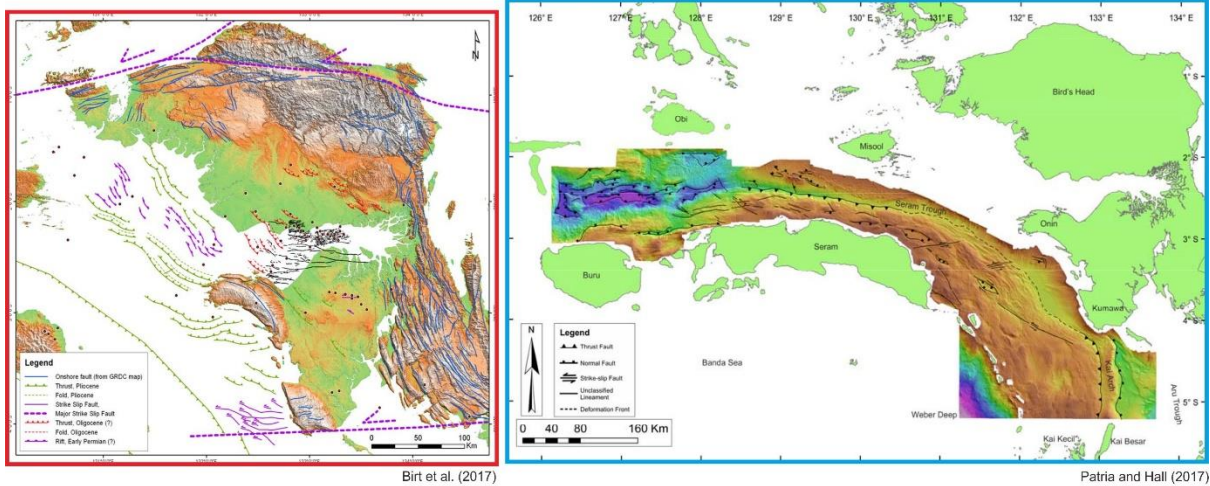 Legend
Onshore fault (from GRDC map)
Thrust, Pliocene
Fold, Pliocene
Strike Slip Fault,
Major Strike Slip Fault
Thrust, Oligocene (?)
Fold, Oligocene
Rift, Early Permian (?)
0 25 50 100
Km
Birt et al. (2017)
126° E 127° E 128° E 129° E 130° E 131° E 132° E 133° E 134° E
1° S
2° S
3° S
4° S
5° S
Bird's Head
Obi
Misool
Seram Trough
Onin
Seram
Buru
Kumawa
N
Legend
Thrust Fault
Normal Fault
Strike-slip Fault
Unclassified
Lineament
Deformation Front
Banda Sea
Kai Arch
Aru Trough
Weber Deep
0 20 40 80 120 160 Km
Kai Kecil
Kai Besar
Patria and Hall (2017)